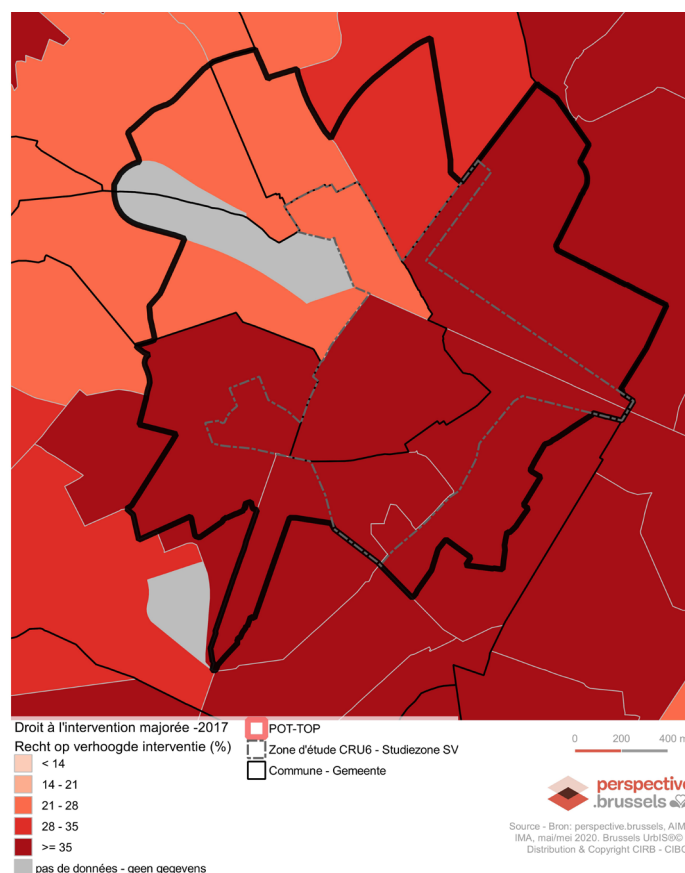 Droit à l'intervention majorée -2017
Recht op verhoogde interventie (%)
< 14
14 - 21
21 - 28
28 - 35
>= 35
pas de données - geen gegevens
POT-TOP
Zone d'étude CRU6 - Studiezone SV
Commune - Gemeente
0 200 400 m
perspective
.brussels
Source - Bron: perspective.brussels, AIM
IMA, mai/mei 2020. Brussels UrbIS®©
Distribution & Copyright CIRB - CIBG